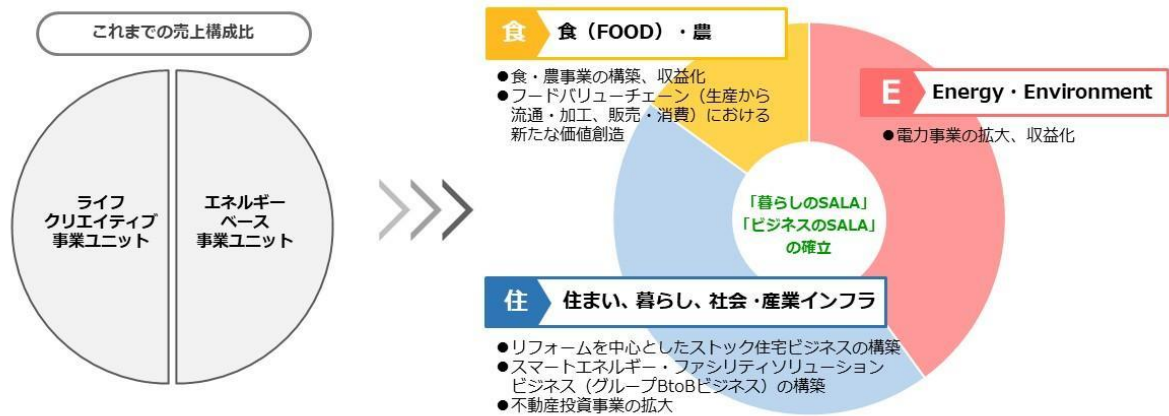 これまでの売上構成比
ライフ
クリエイティブ
事業ユニット
エネルギー
ベース
事業ユニット
食 食（FOOD）・農
●食・農事業の構築、収益化
●フードバリューチェーン（生産から
流通・加工、販売・消費）における
新たな価値創造
E Energy・Environment
●電力事業の拡大、収益化
「暮らしのSALA」
「ビジネスのSALA」
の確立
住 住まい、暮らし、社会・産業インフラ
●リフォームを中心としたストック住宅ビジネスの構築
●スマートエネルギー・ファシリティソリューション
ビジネス（グループBtoBビジネス）の構築
●不動産投資事業の拡大